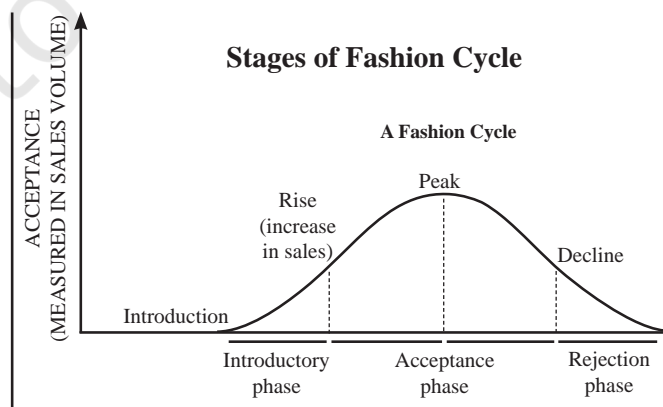 Stages of Fashion Cycle
A Fashion Cycle
ACCEPTANCE
(MEASURED IN SALES VOLUME)
Peak
Rise
(increase
in sales)
Decline
Introduction
Introductory
phase
Acceptance
phase
Rejection
phase